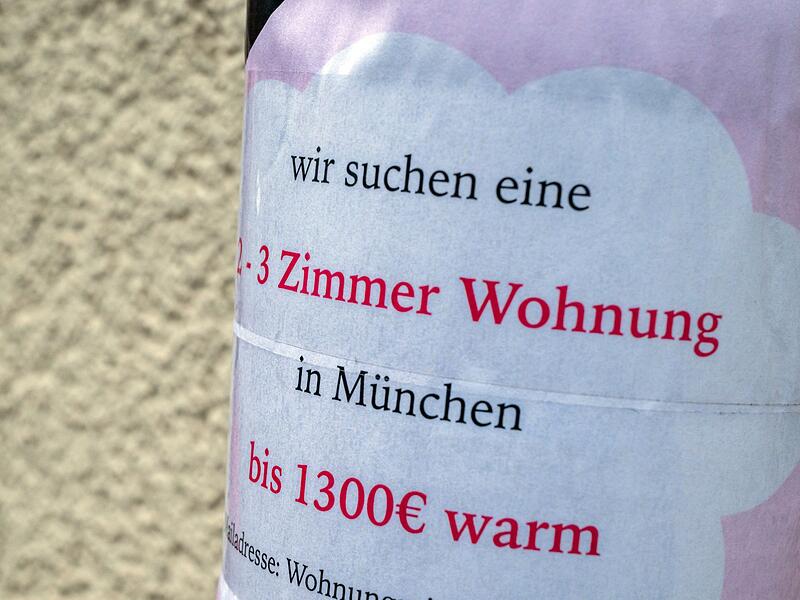 wir suchen eine
2 - 3 Zimmer Wohnung
in München
bis 1300€ warm